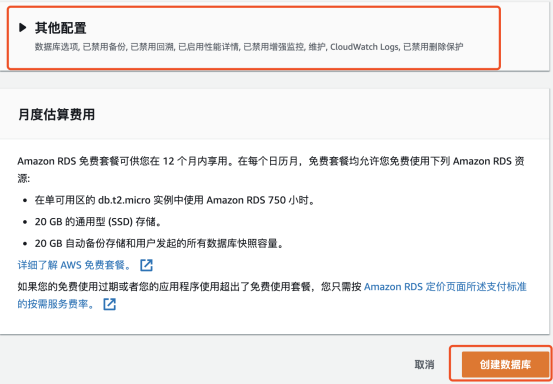 其他配置
数据库选项, 已禁用备份, 已禁用回溯, 已启用性能详情, 已禁用增强监控, 维护, CloudWatch Logs, 已禁用删除保护
月度估算费用
Amazon RDS 免费套餐可供您在 12 个月内享用。在每个日历月，免费套餐均允许您免费使用下列 Amazon RDS 资
源:
在单可用区的 db.t2.micro 实例中使用 Amazon RDS 750 小时。
20 GB 的通用型 (SSD) 存储。
20 GB 自动备份存储和用户发起的所有数据库快照容量。
详细了解 AWS 免费套餐。
如果您的免费使用过期或者您的应用程序使用超出了免费使用套餐，您只需按 Amazon RDS 定价页面所述支付标准
的按需服务费率。
取消
创建数据库